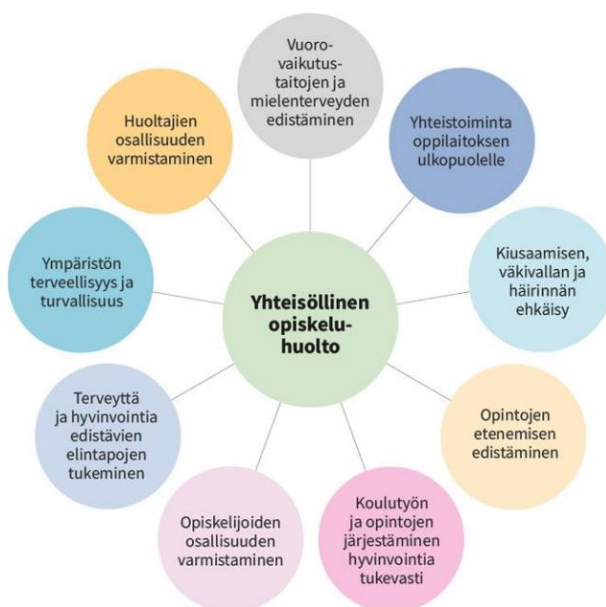 Vuoro-
vaikutus-
taitojen ja
mielenterveyden
edistäminen
Yhteistoiminta
oppilaitoksen
ulkopuolelle
Kiusaamisen,
väkivallan ja
häirinnän
ehkäisy
Opintojen
etenemisen
edistäminen
Koulutyön
ja opintojen
järjestäminen
hyvinvointia
tukevasti
Opiskelijoiden
osallisuuden
varmistaminen
Terveyttä
ja hyvinvointia
edistävien
elintapojen
tukeminen
Ympäristön
terveellisyys ja
turvallisuus
Huoltajien
osallisuuden
varmistaminen
Yhteisöllinen
opiskelu-
huolto